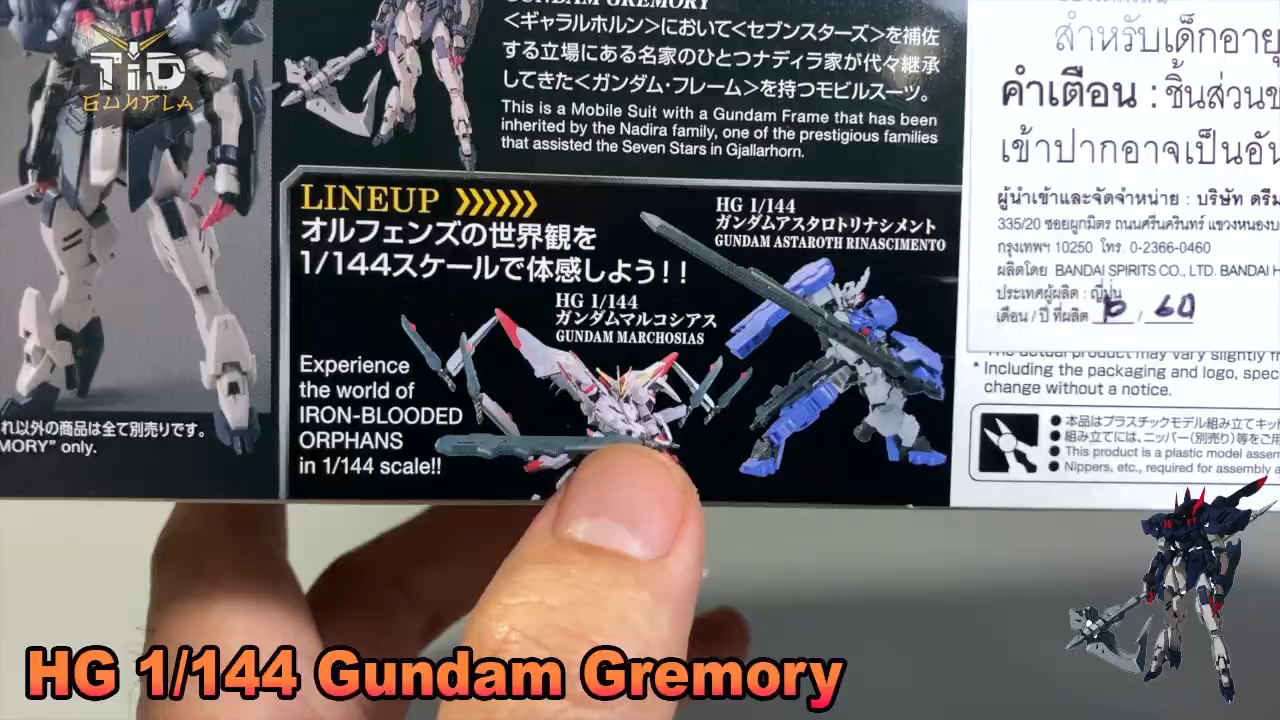 TiD
GUNPLA
GUNDAM GREMORY
<ギャラルホルン>において<セブンスターズ>を補佐
する立場にある名家のひとつナディラ家が代々継承
してきた<ガンダム・フレーム>を持つモビルスーツ。
This is a Mobile Suit with a Gundam Frame that has been
inherited by the Nadira family, one of the prestigious families
that assisted the Seven Stars in Gjallarhorn.
LINEUP
オルフェンズの世界観を
1/144スケールで体感しよう!!
HG 1/144
ガンダムアスタロトリナシメント
GUNDAM ASTAROTH RINASCIMENTO
HG 1/144
ガンダムマルコシアス
GUNDAM MARCHOSIAS
Experience
the world of
IRON-BLOODED
ORPHANS
in 1/144 scale!!
れ以外の商品は全て別売りです。
MORY" only.
สำหรับเด็กอายุ
คำเตือน : ชิ้นส่วนข
เข้าปากอาจเป็นอัน
ผู้นำเข้าและจัดจำหน่าย : บริษัท ดรีม
335/20 ซอยผูกมิตร ถนนศรีนครินทร์ แขวงหนองบ
กรุงเทพฯ 10250 โทร. 0-2366-0460
ผลิตโดย BANDAI SPIRITS CO., LTD. BANDAI H
ประเทศผู้ผลิต : ญี่ปุ่น
เดือน / ปี ที่ผลิต / 60
The actual product may vary slightly
* Including the packaging and logo, spec
change without a notice.
● 本品はプラスチックモデル組み立てキッ
● 組み立てには、ニッパー(別売り)等をご用
● This product is a plastic model assem
● Nippers, etc., required for assembly a
HG 1/144 Gundam Gremory